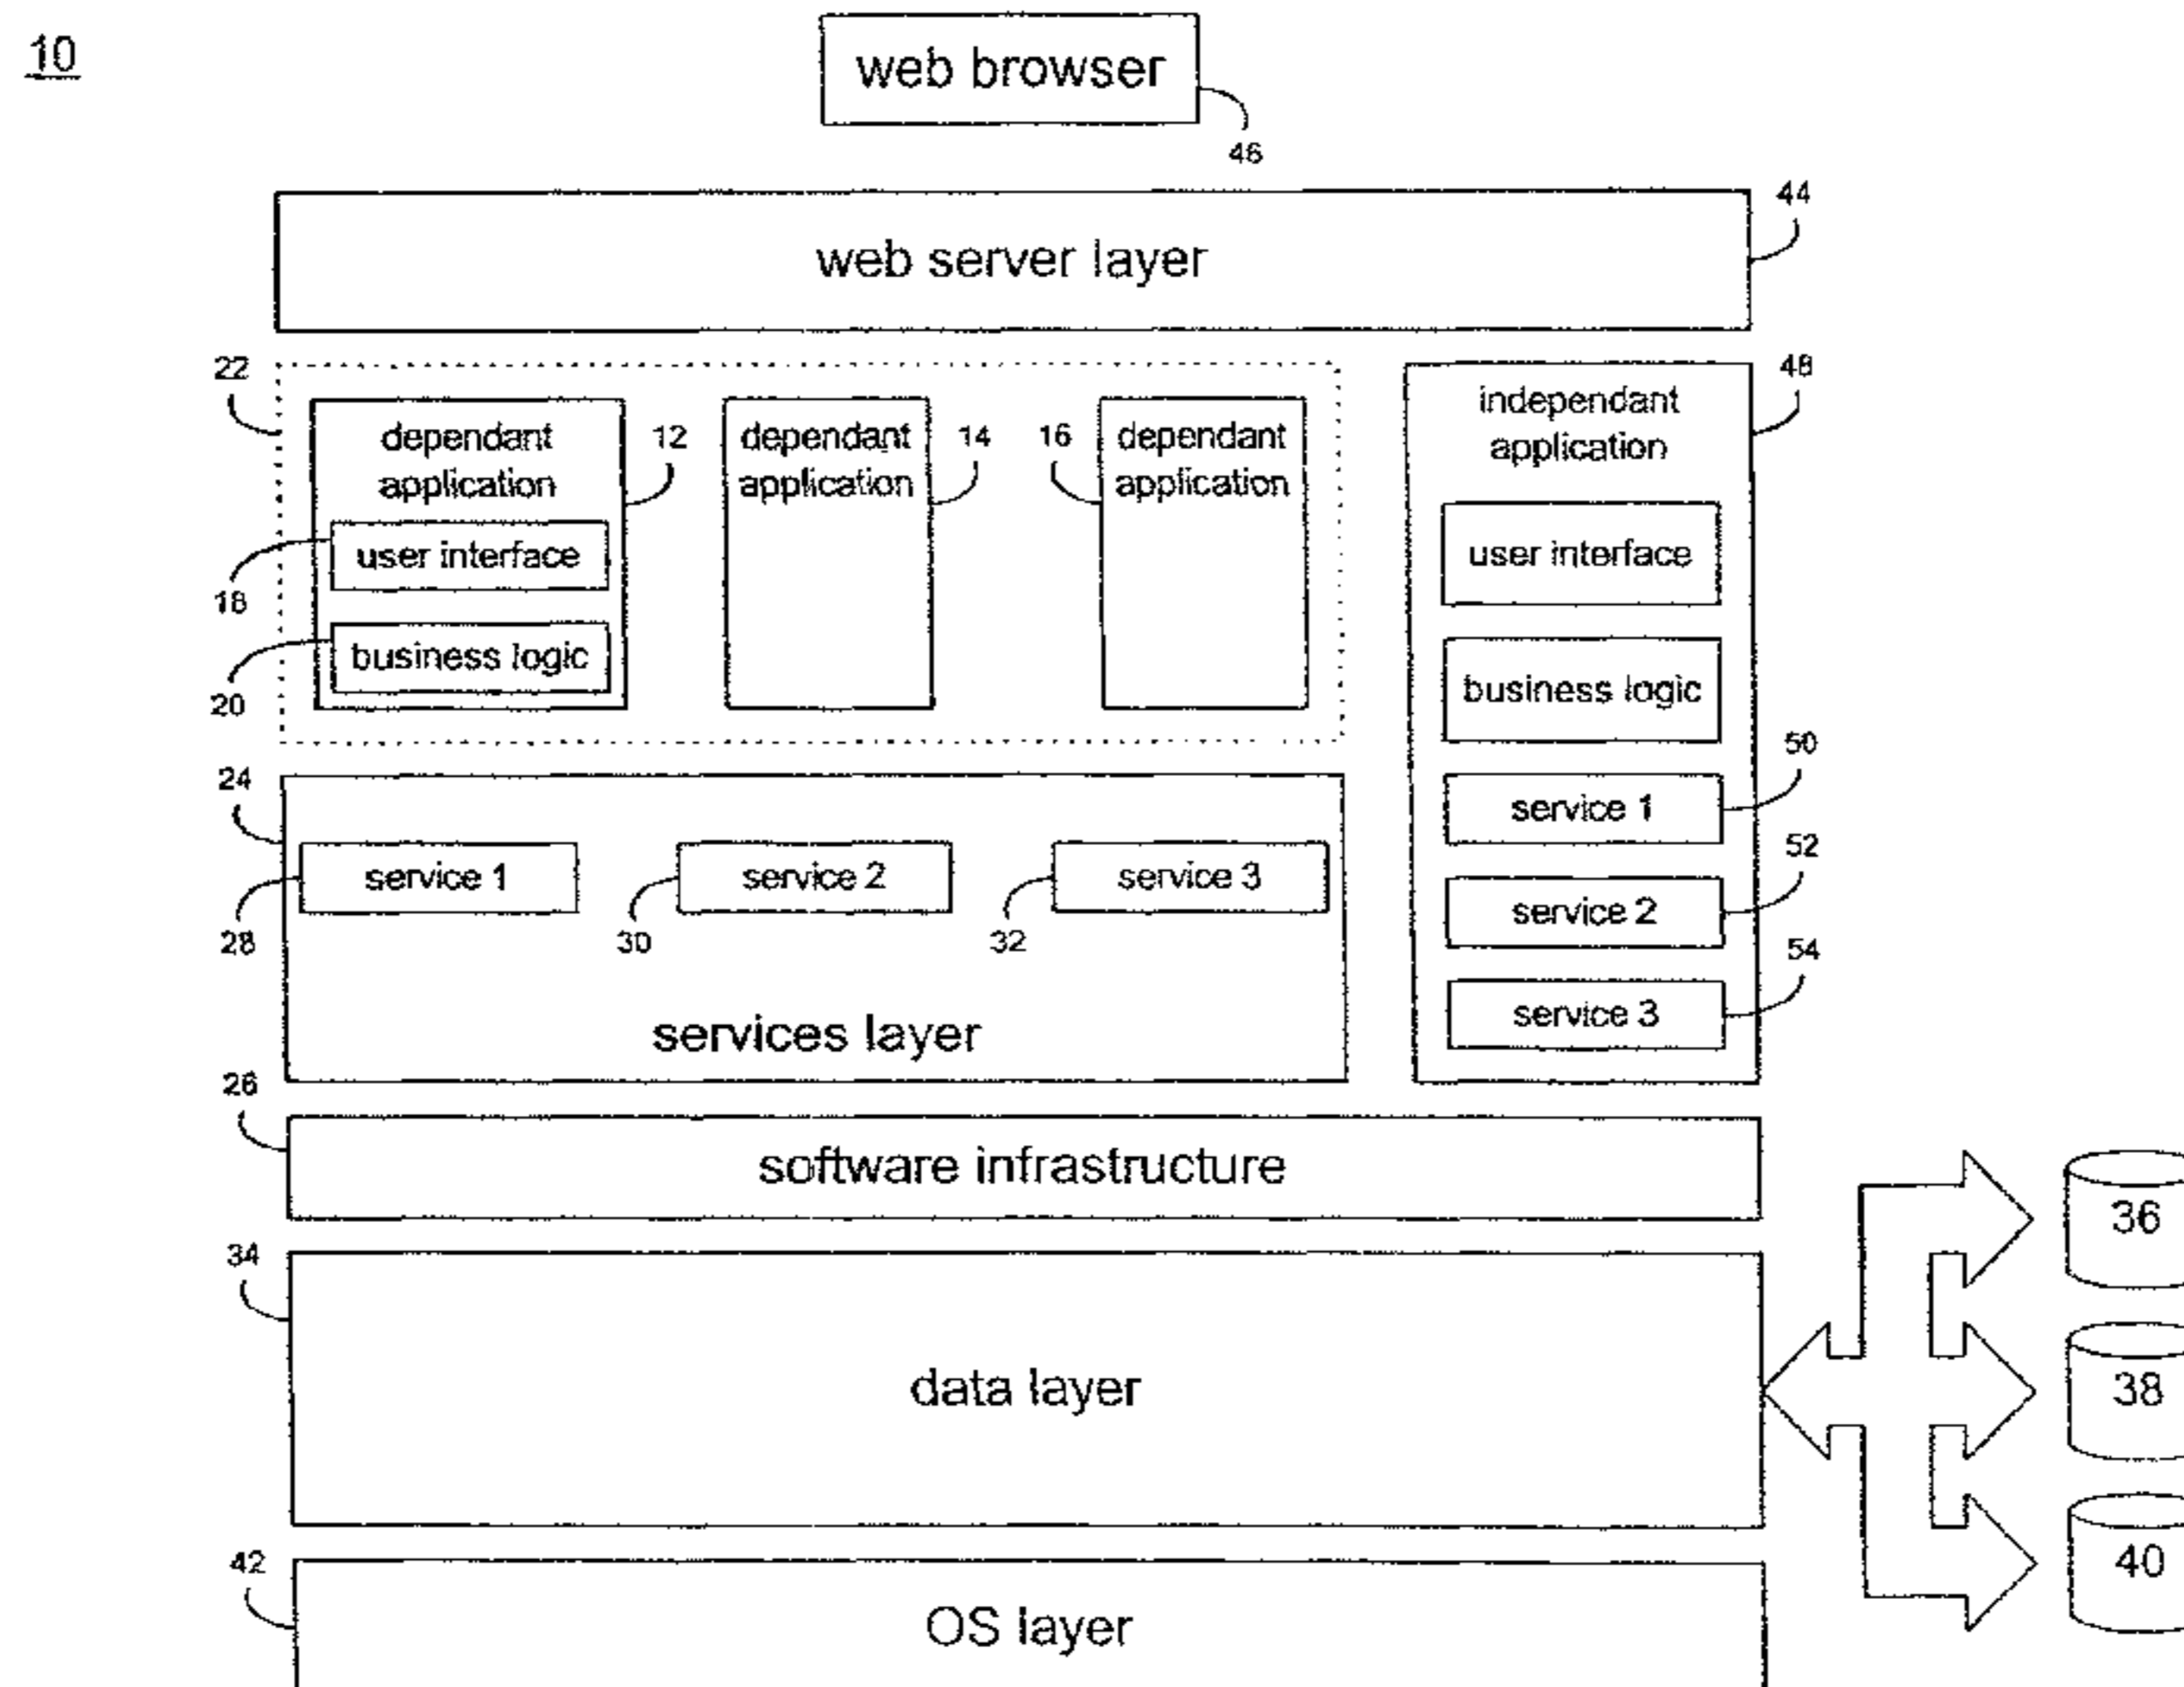 10
web browser
46
web server layer
44
22
dependant
application
12
user interface
18
business logic
20
dependant
application
14
16
dependant
application
independant
application
48
user interface
business logic
service 1
50
service 2
52
service 3
54
24
service 1
28
service 2
30
service 3
32
services layer
26
software infrastructure
34
data layer
36
38
40
42
OS layer